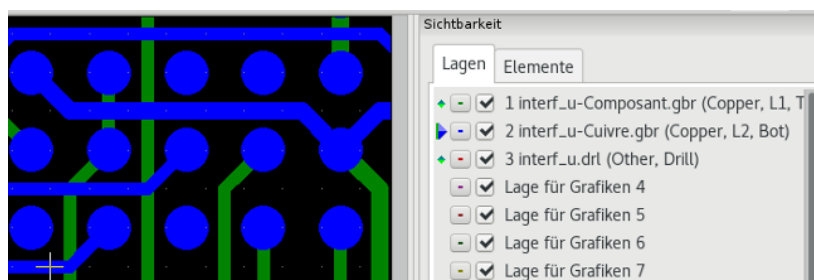 Sichtbarkeit
Lagen Elemente
1 interf_u-Composant.gbr (Copper, L1, T
2 interf_u-Cuivre.gbr (Copper, L2, Bot)
3 interf_u.drl (Other, Drill)
Lage für Grafiken 4
Lage für Grafiken 5
Lage für Grafiken 6
Lage für Grafiken 7